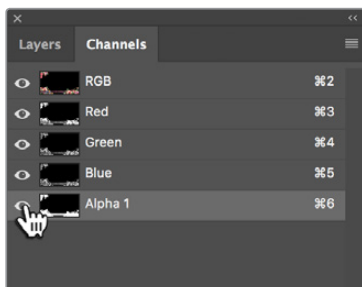 Layers Channels
RGB ⌘2
Red ⌘3
Green ⌘4
Blue ⌘5
Alpha 1 ⌘6